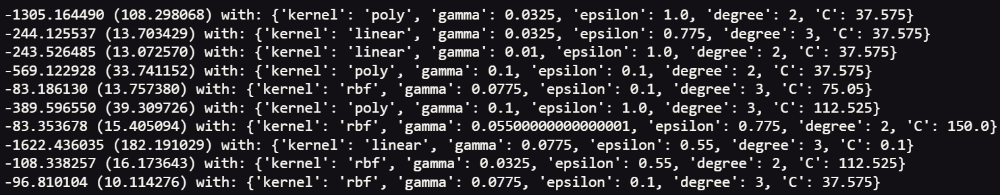 -1305.164490 (108.298068) with: {'kernel': 'poly', 'gamma': 0.0325, 'epsilon': 1.0, 'degree': 2, 'C': 37.575}
-244.125537 (13.703429) with: {'kernel': 'linear', 'gamma': 0.0325, 'epsilon': 0.775, 'degree': 3, 'C': 37.575}
-243.526485 (13.072570) with: {'kernel': 'linear', 'gamma': 0.01, 'epsilon': 1.0, 'degree': 2, 'C': 37.575}
-569.122928 (33.741152) with: {'kernel': 'poly', 'gamma': 0.1, 'epsilon': 0.1, 'degree': 2, 'C': 37.575}
-83.186130 (13.757380) with: {'kernel': 'rbf', 'gamma': 0.0775, 'epsilon': 0.1, 'degree': 3, 'C': 75.05}
-389.596550 (39.309726) with: {'kernel': 'poly', 'gamma': 0.1, 'epsilon': 1.0, 'degree': 3, 'C': 112.525}
-83.353678 (15.405094) with: {'kernel': 'rbf', 'gamma': 0.05500000000000001, 'epsilon': 0.775, 'degree': 2, 'C': 150.0}
-1622.436035 (182.191029) with: {'kernel': 'linear', 'gamma': 0.0775, 'epsilon': 0.55, 'degree': 3, 'C': 0.1}
-108.338257 (16.173643) with: {'kernel': 'rbf', 'gamma': 0.0325, 'epsilon': 0.55, 'degree': 2, 'C': 112.525}
-96.810104 (10.114276) with: {'kernel': 'rbf', 'gamma': 0.0775, 'epsilon': 0.1, 'degree': 3, 'C': 37.575}